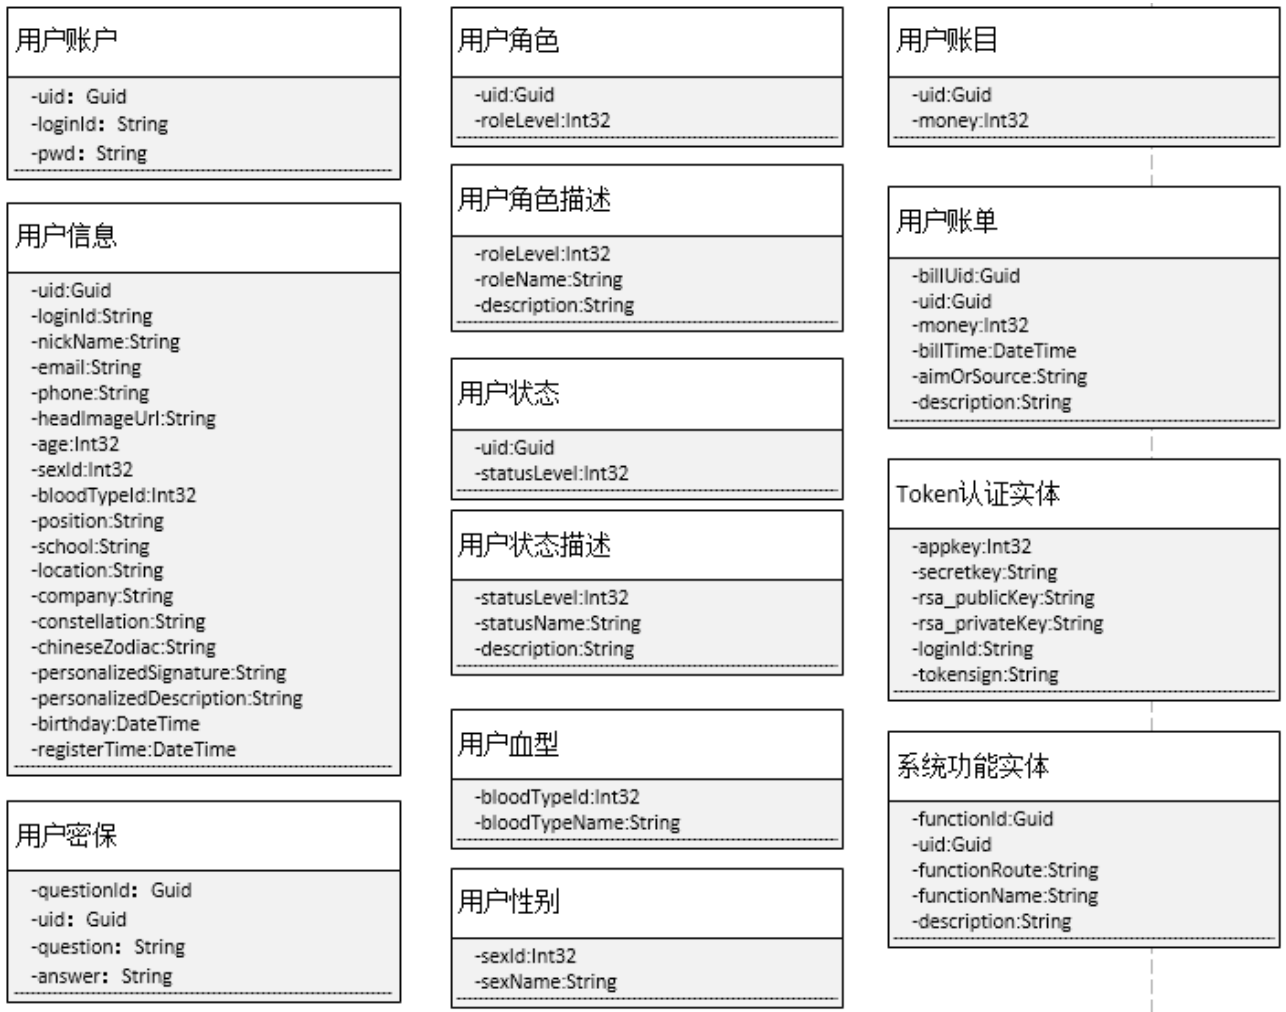 用户账户
-uid：Guid
-loginId：String
-pwd：String
用户信息
-uid:Guid
-loginId:String
-nickName:String
-email:String
-phone:String
-headImageUrl:String
-age:Int32
-sexId:Int32
-bloodTypeId:Int32
-position:String
-school:String
-location:String
-company:String
-constellation:String
-chineseZodiac:String
-personalizedSignature:String
-personalizedDescription:String
-birthday:DateTime
-registerTime:DateTime
用户密保
-questionId：Guid
-uid：Guid
-question：String
-answer：String
用户角色
-uid:Guid
-roleLevel:Int32
用户角色描述
-roleLevel:Int32
-roleName:String
-description:String
用户状态
-uid:Guid
-statusLevel:Int32
用户状态描述
-statusLevel:Int32
-statusName:String
-description:String
用户血型
-bloodTypeId:Int32
-bloodTypeName:String
用户性别
-sexId:Int32
-sexName:String
用户账目
-uid:Guid
-money:Int32
用户账单
-billUid:Guid
-uid:Guid
-money:Int32
-billTime:DateTime
-aimOrSource:String
-description:String
Token认证实体
-appkey:Int32
-secretkey:String
-rsa_publicKey:String
-rsa_privateKey:String
-loginId:String
-tokensign:String
系统功能实体
-functionId:Guid
-uid:Guid
-functionRoute:String
-functionName:String
-description:String